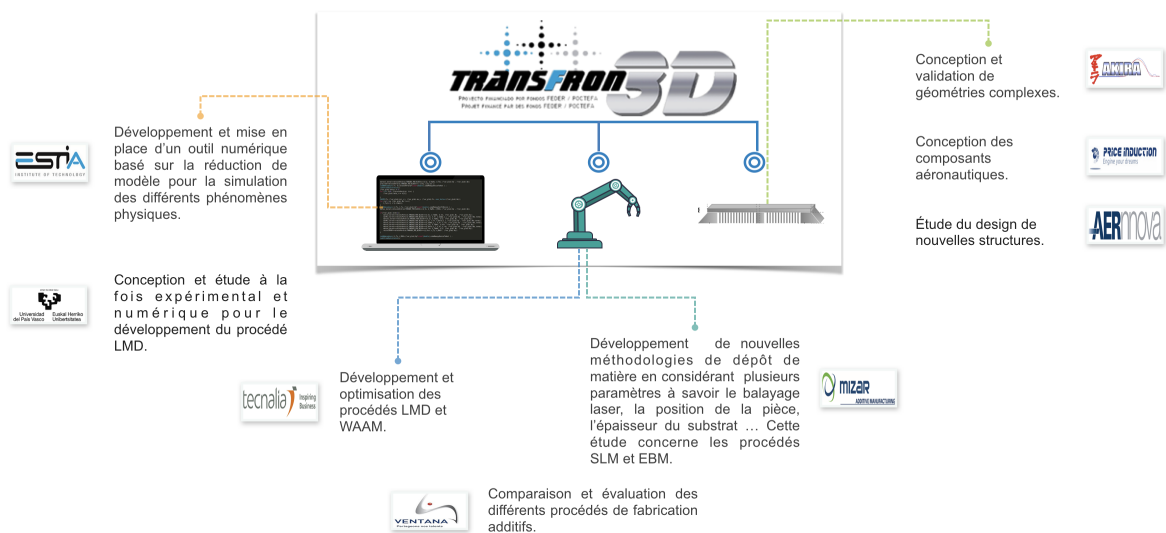 TRANSFRON 3D
PROYECTO FINANCIADO POR FONDOS FEDER / POCTEFA
PROJET FINANCÉ PAR DES FONDS FEDER / POCTEFA
ESTIA
INSTITUTE OF TECHNOLOGY
Développement et mise en
place d’un outil numérique
basé sur la réduction de
modèle pour la simulation
des différents phénomènes
physiques.
Universidad
del País Vasco
Euskal Herriko
Unibertsitatea
Conception et étude à la
fois expérimental et
numérique pour le
développement du procédé
LMD.
Conception et
validation de
géométries complexes.
AKIRA
Conception des
composants
aéronautiques.
PRICE INDUCTION
Engine your dreams
Étude du design de
nouvelles structures.
AERnnova
tecnalia
Inspiring
Business
Développement et
optimisation des
procédés LMD et
WAAM.
Développement de nouvelles
méthodologies de dépôt de
matière en considérant plusieurs
paramètres à savoir le balayage
laser, la position de la pièce,
l’épaisseur du substrat … Cette
étude concerne les procédés
SLM et EBM.
MIZAR
ADDITIVE MANUFACTURING
VENTANA
Comparaison et évaluation des
différents procédés de fabrication
additifs.